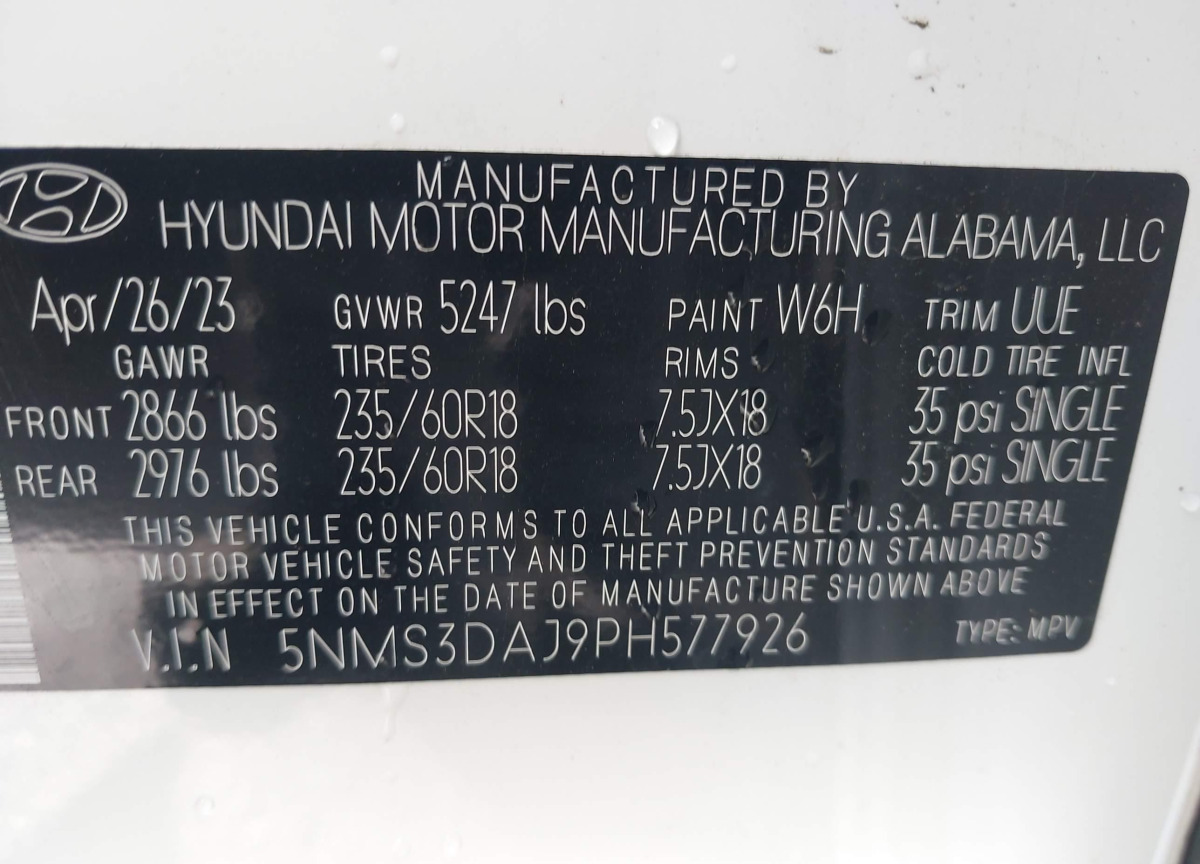 MANUFACTURED BY
HYUNDAI MOTOR MANUFACTURING ALABAMA, LLC
Apr/26/23 GVWR 5247 lbs PAINT W6H TRIM UUE
GAWR TIRES RIMS COLD TIRE INFL
FRONT 2866 lbs 235/60R18 7.5JX18 35 psi SINGLE
REAR 2976 lbs 235/60R18 7.5JX18 35 psi SINGLE
THIS VEHICLE CONFORMS TO ALL APPLICABLE U.S.A. FEDERAL
MOTOR VEHICLE SAFETY AND THEFT PREVENTION STANDARDS
IN EFFECT ON THE DATE OF MANUFACTURE SHOWN ABOVE
V.I.N 5NMS3DAJ9PH577926 TYPE: MPV